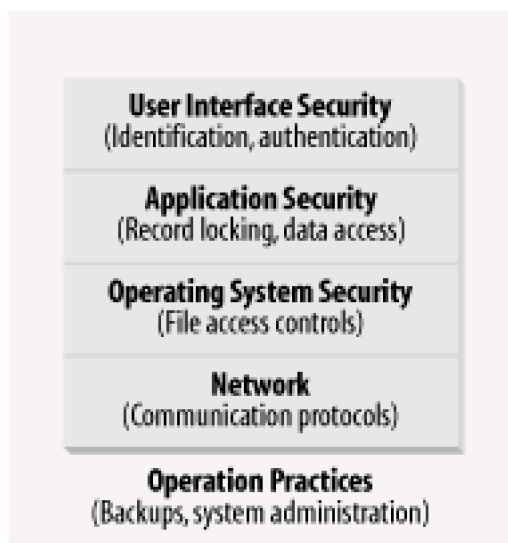 User Interface Security
(Identification, authentication)
Application Security
(Record locking, data access)
Operating System Security
(File access controls)
Network
(Communication protocols)
Operation Practices
(Backups, system administration)